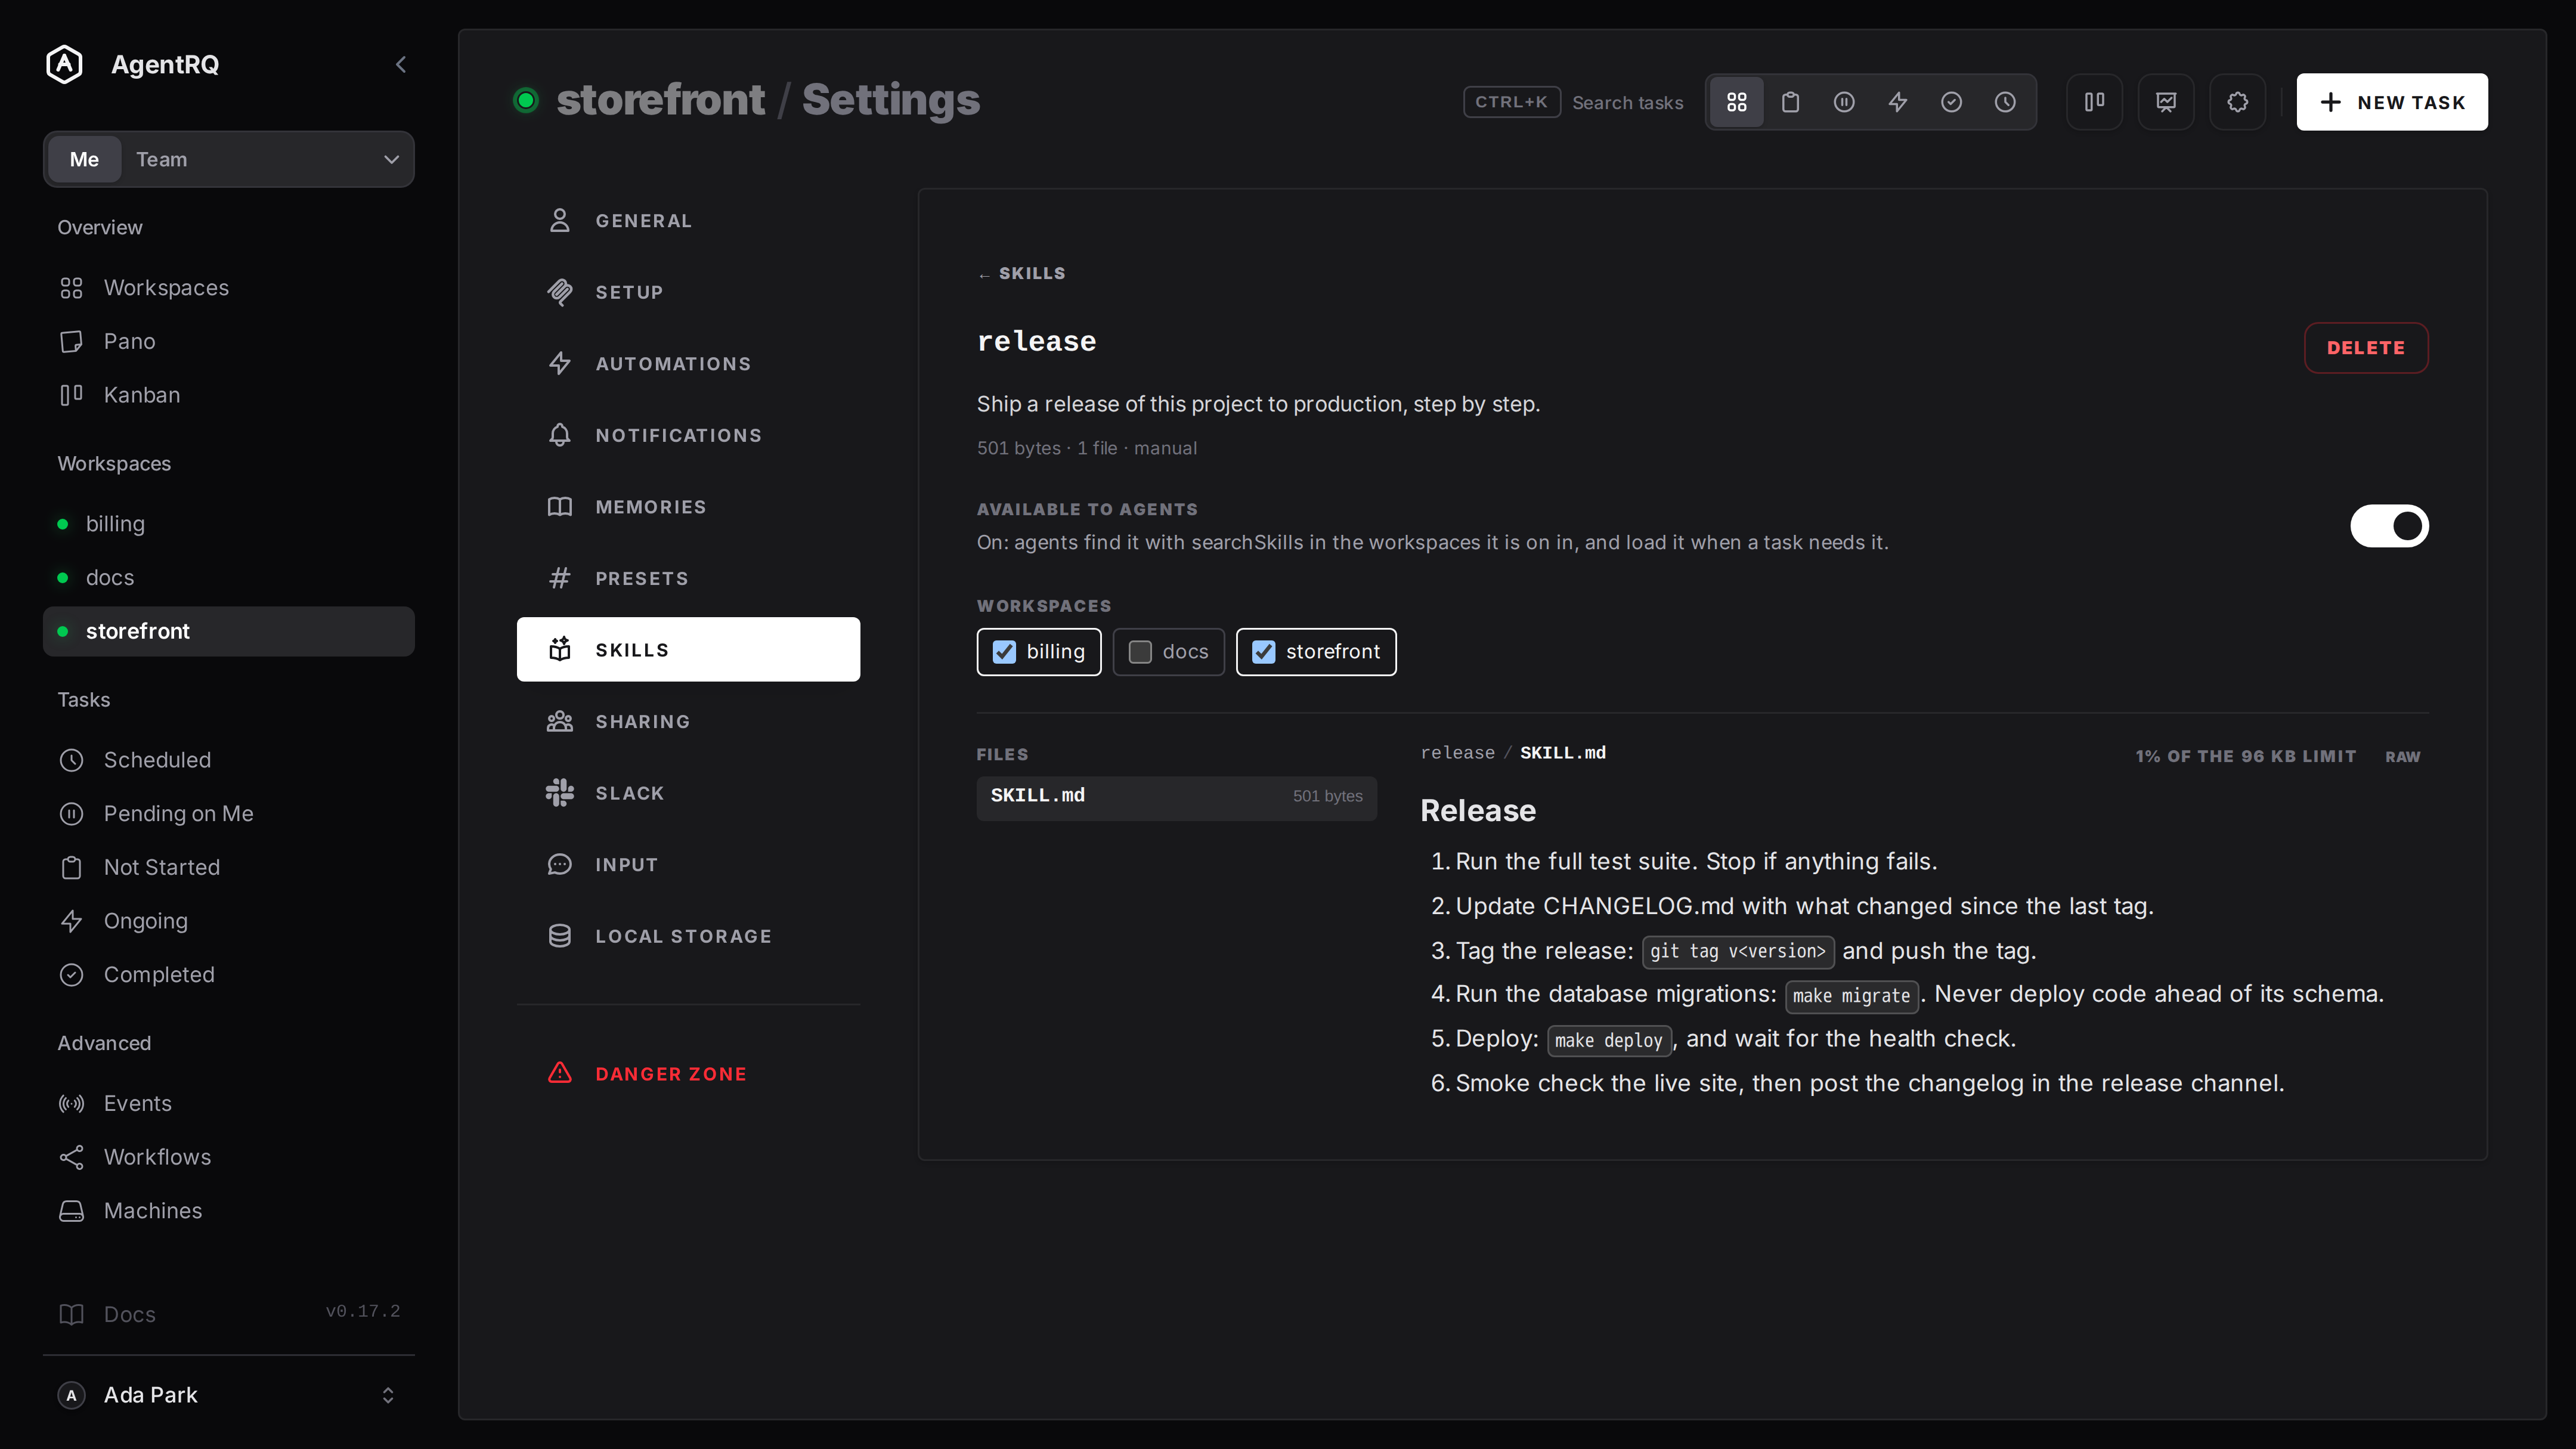 AgentRQ
Me Team
Overview
Workspaces
Pano
Kanban
Workspaces
billing
docs
storefront
Tasks
Scheduled
Pending on Me
Not Started
Ongoing
Completed
Advanced
Events
Workflows
Machines
Docs v0.17.2
A Ada Park
storefront / Settings
CTRL+K Search tasks
NEW TASK
GENERAL
SETUP
AUTOMATIONS
NOTIFICATIONS
MEMORIES
PRESETS
SKILLS
SHARING
SLACK
INPUT
LOCAL STORAGE
DANGER ZONE
← SKILLS
release
DELETE
Ship a release of this project to production, step by step.
501 bytes · 1 file · manual
AVAILABLE TO AGENTS
On: agents find it with searchSkills in the workspaces it is on in, and load it when a task needs it.
WORKSPACES
billing docs storefront
FILES
SKILL.md 501 bytes
release / SKILL.md
1% OF THE 96 KB LIMIT RAW
Release
1. Run the full test suite. Stop if anything fails.
2. Update CHANGELOG.md with what changed since the last tag.
3. Tag the release: git tag v<version> and push the tag.
4. Run the database migrations: make migrate. Never deploy code ahead of its schema.
5. Deploy: make deploy, and wait for the health check.
6. Smoke check the live site, then post the changelog in the release channel.